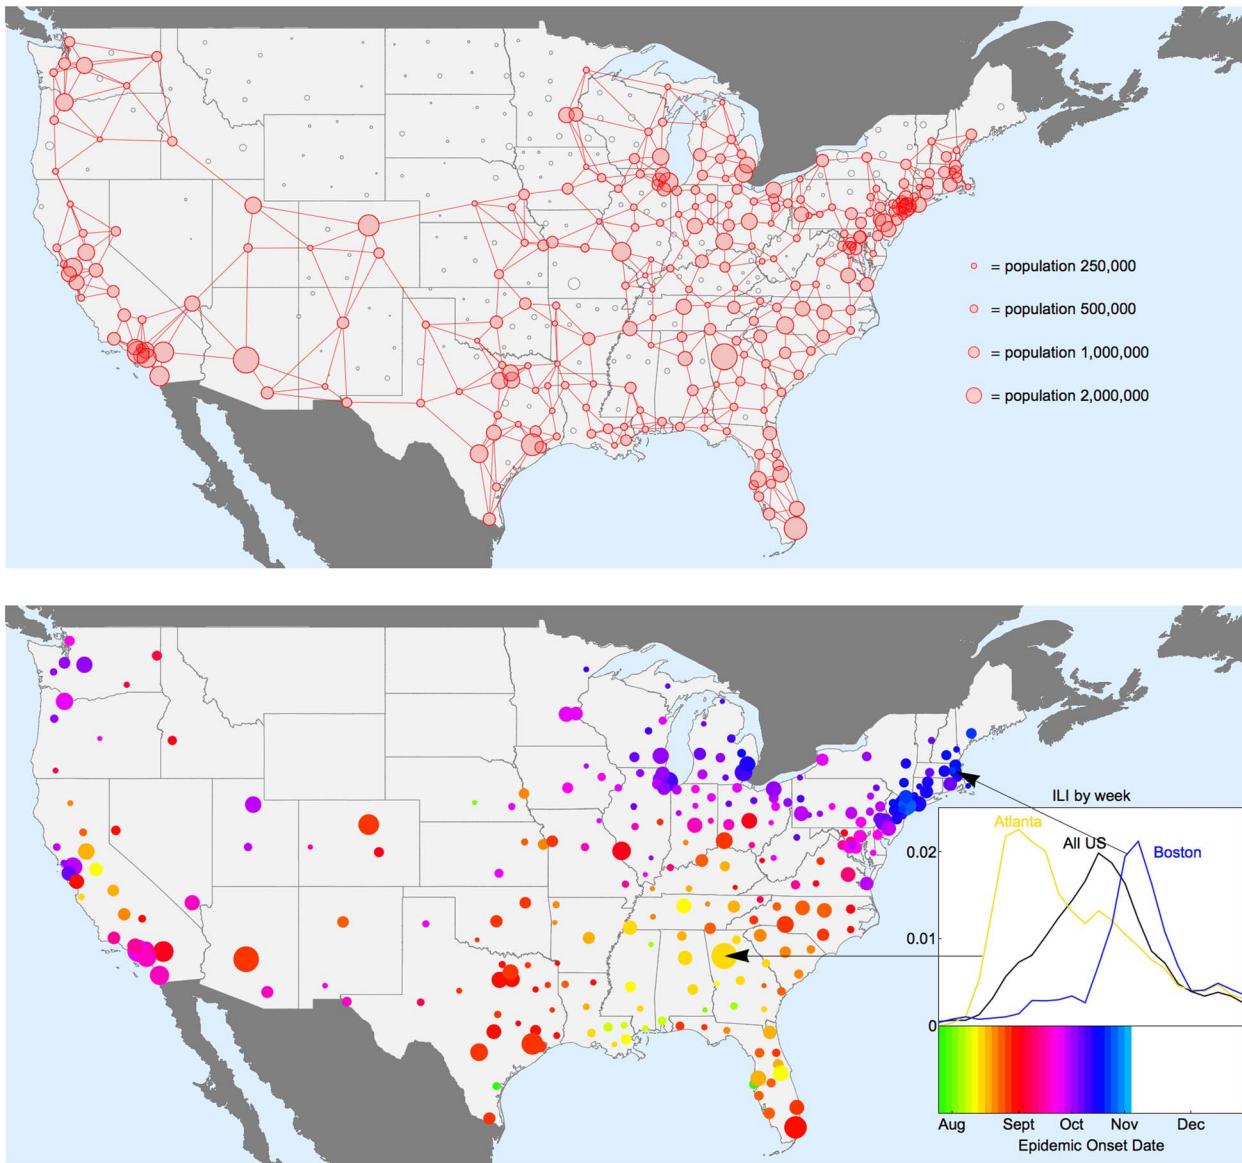 = population 250,000
= population 500,000
= population 1,000,000
= population 2,000,000
ILI by week
Atlanta
All US
Boston
0.02
0.01
0
Aug Sept Oct Nov Dec
Epidemic Onset Date